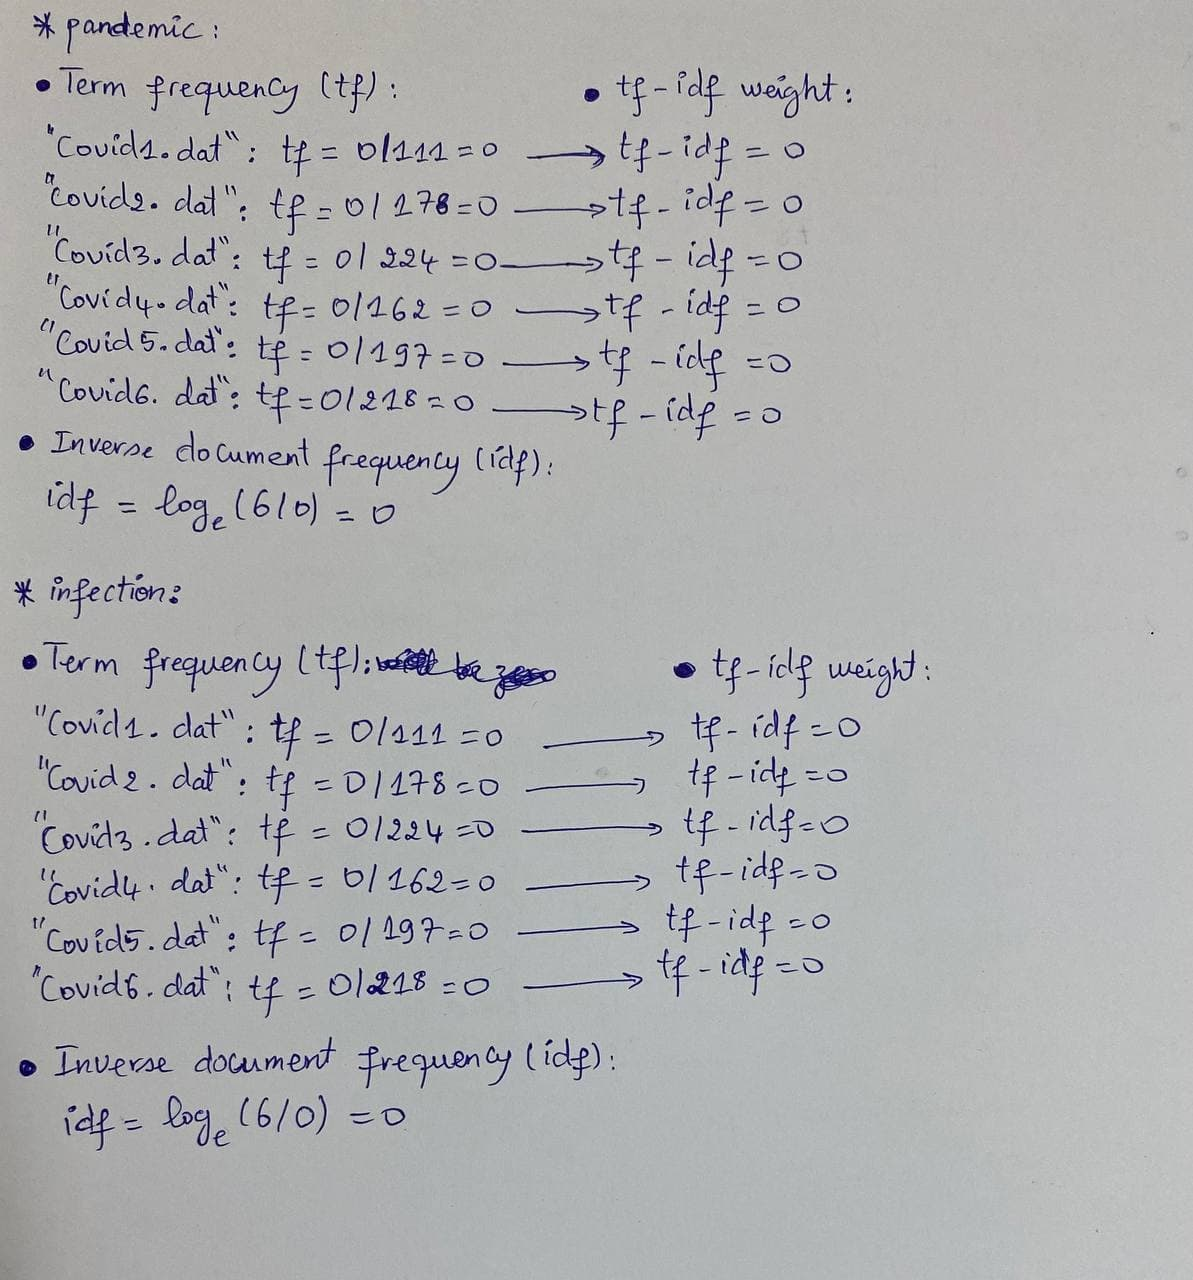 * pandemic:
• Term frequency (tf): • tf-idf weight:
"Covid1.dat": tf = 0/111 = 0 → tf-idf = 0
"Covid2.dat": tf = 0/178 = 0 → tf-idf = 0
"Covid3.dat": tf = 0/224 = 0 → tf-idf = 0
"Covid4.dat": tf = 0/162 = 0 → tf-idf = 0
"Covid5.dat": tf = 0/197 = 0 → tf-idf = 0
"Covid6.dat": tf = 0/218 = 0 → tf-idf = 0
• Inverse document frequency (idf):
idf = logₑ(6/0) = 0
* infection:
• Term frequency (tf): • tf-idf weight:
"Covid1.dat": tf = 0/111 = 0 → tf-idf = 0
"Covid2.dat": tf = 0/178 = 0 → tf-idf = 0
"Covid3.dat": tf = 0/224 = 0 → tf-idf = 0
"Covid4.dat": tf = 0/162 = 0 → tf-idf = 0
"Covid5.dat": tf = 0/197 = 0 → tf-idf = 0
"Covid6.dat": tf = 0/218 = 0 → tf-idf = 0
• Inverse document frequency (idf):
idf = logₑ(6/0) = 0